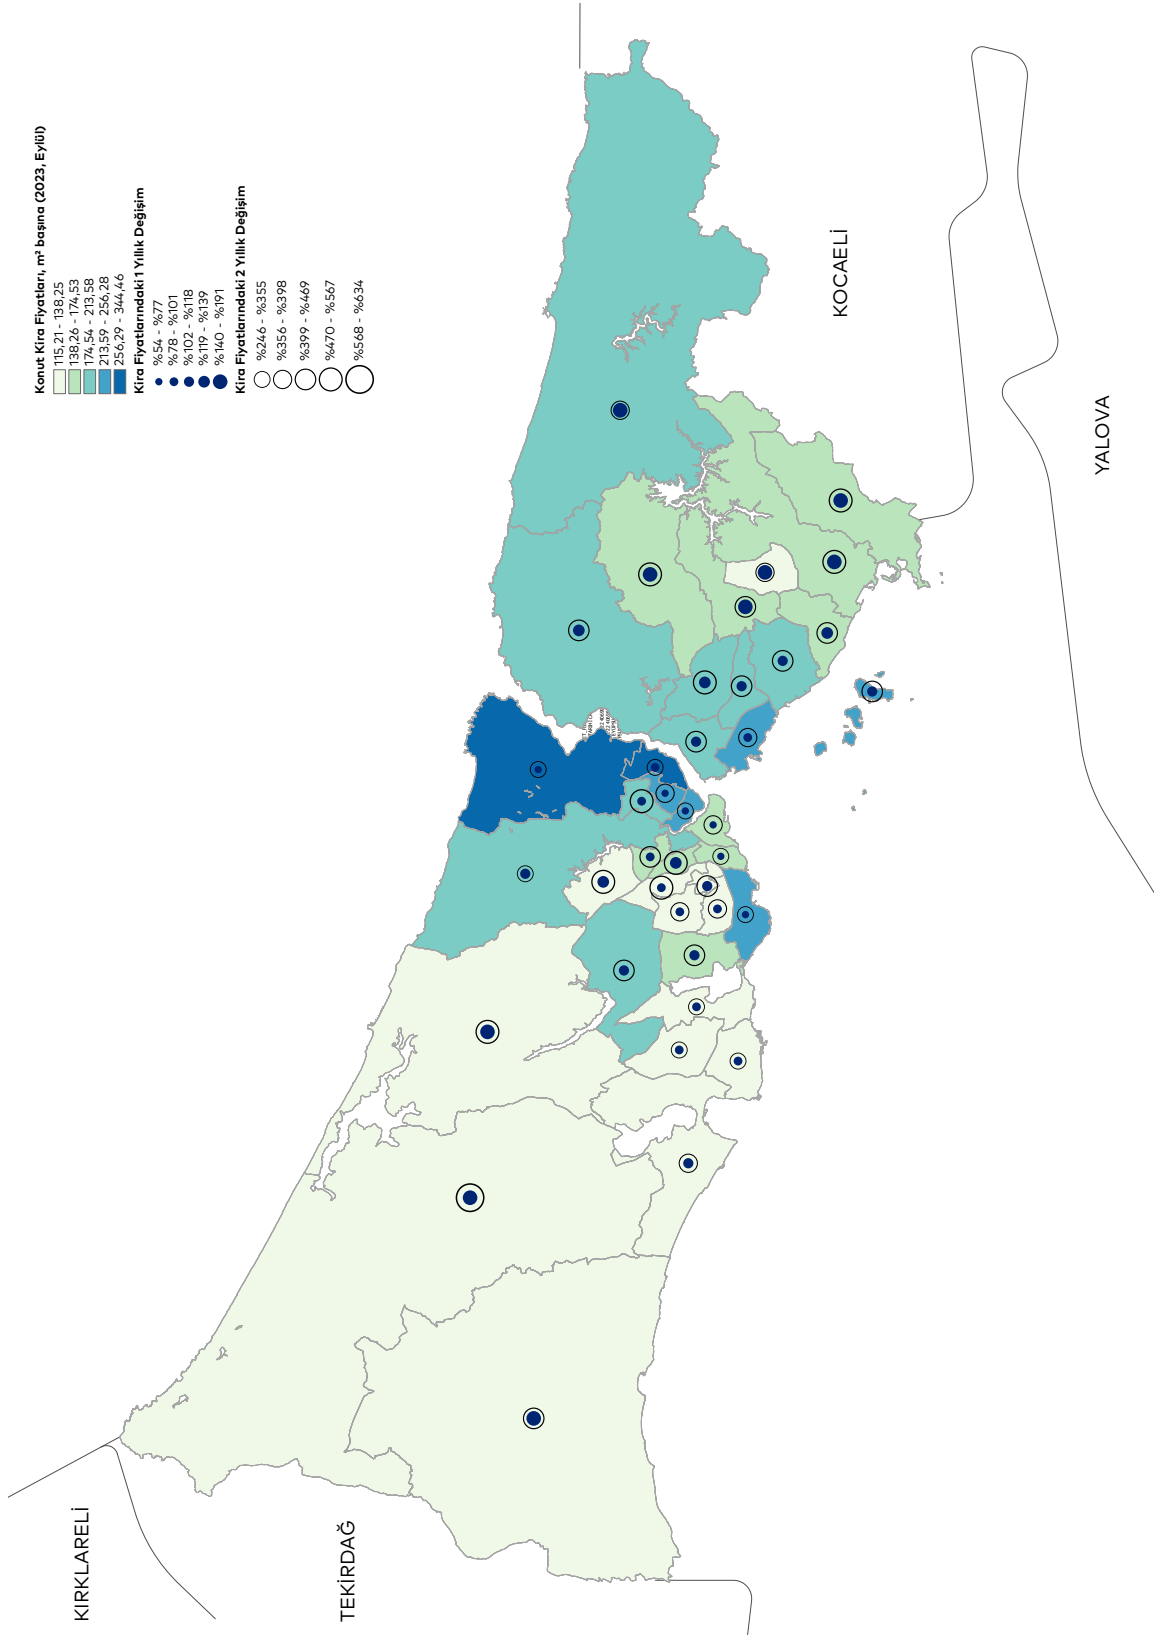 Konut Kira Fiyatları, m² başına (2023, Eylül)
115,21 - 138,25
138,26 - 174,53
174,54 - 213,58
213,59 - 256,28
256,29 - 344,46
Kira Fiyatlarındaki 1 Yıllık Değişim
%54 - %77
%78 - %101
%102 - %118
%119 - %139
%140 - %191
Kira Fiyatlarındaki 2 Yıllık Değişim
%246 - %355
%356 - %398
%399 - %469
%470 - %567
%568 - %634
KIRKLARELİ
TEKİRDAĞ
KOCAELİ
YALOVA